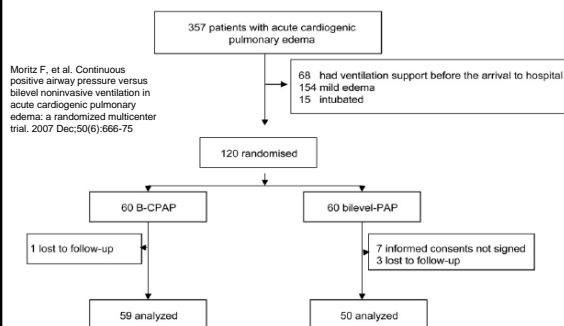 357 patients with acute cardiogenic
pulmonary edema
Moritz F, et al. Continuous
positive airway pressure versus
bilevel noninvasive ventilation in
acute cardiogenic pulmonary
edema: a randomized multicenter
trial. 2007 Dec;50(6):666-75
68 had ventilation support before the arrival to hospital
154 mild edema
15 intubated
120 randomised
60 B-CPAP
60 bilevel-PAP
1 lost to follow-up
7 informed consents not signed
3 lost to follow-up
59 analyzed
50 analyzed